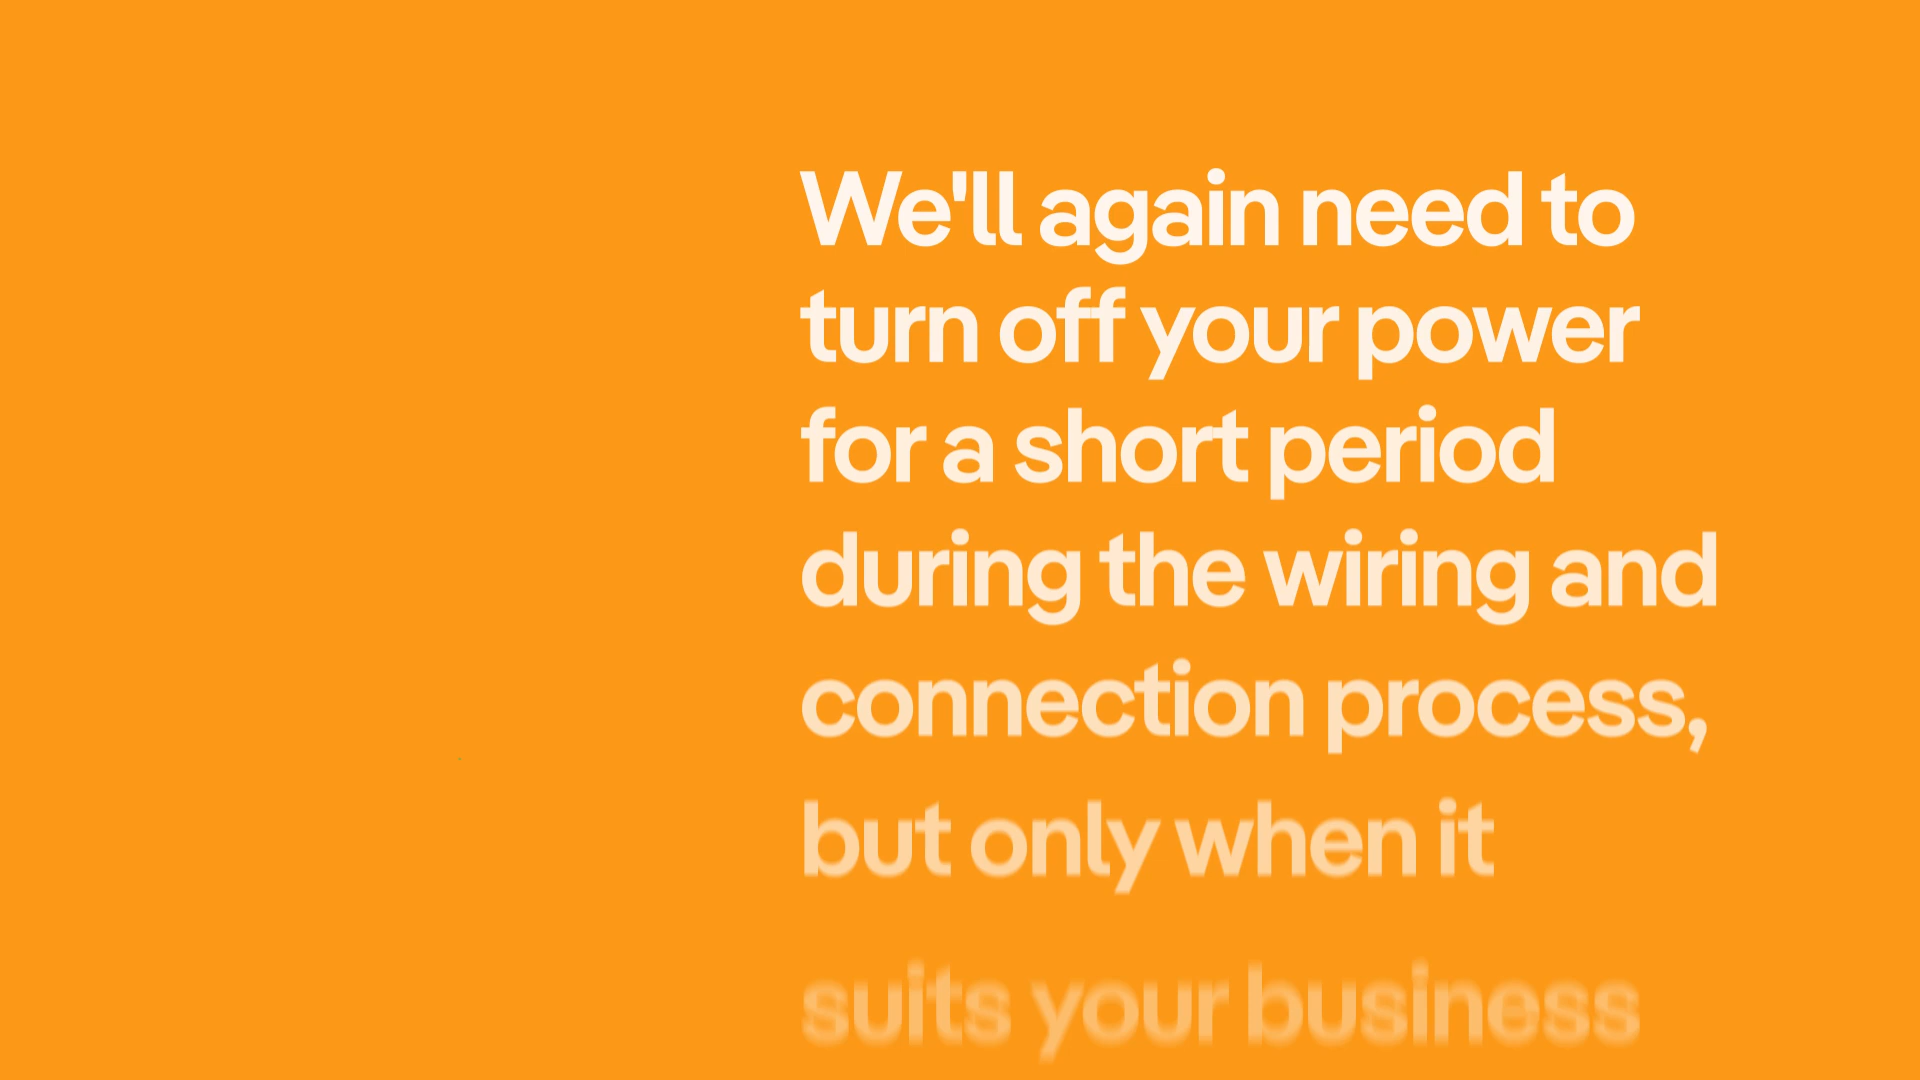 We'll again need to
turn off your power
for a short period
during the wiring and
connection process,
but only when it
suits your business